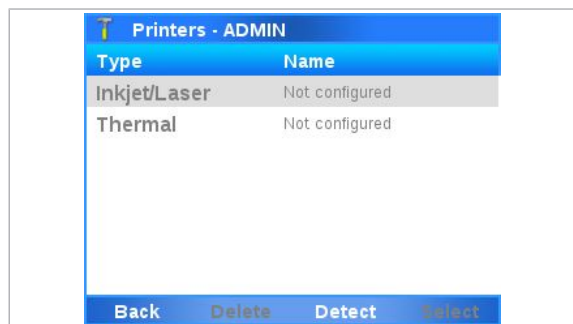 Printers - ADMIN
Type Name
Inkjet/Laser Not configured
Thermal Not configured
Back Delete Detect Select